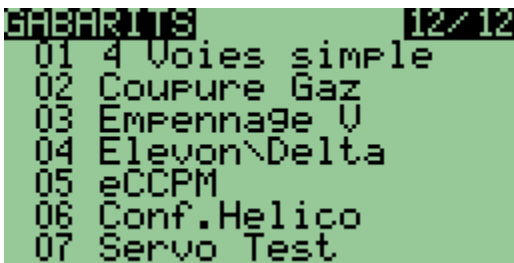 GABARITS 12/12
01 4 Voies simple
02 Coupure Gaz
03 Empennage V
04 Elevon\Delta
05 eCCPM
06 Conf.Helico
07 Servo Test